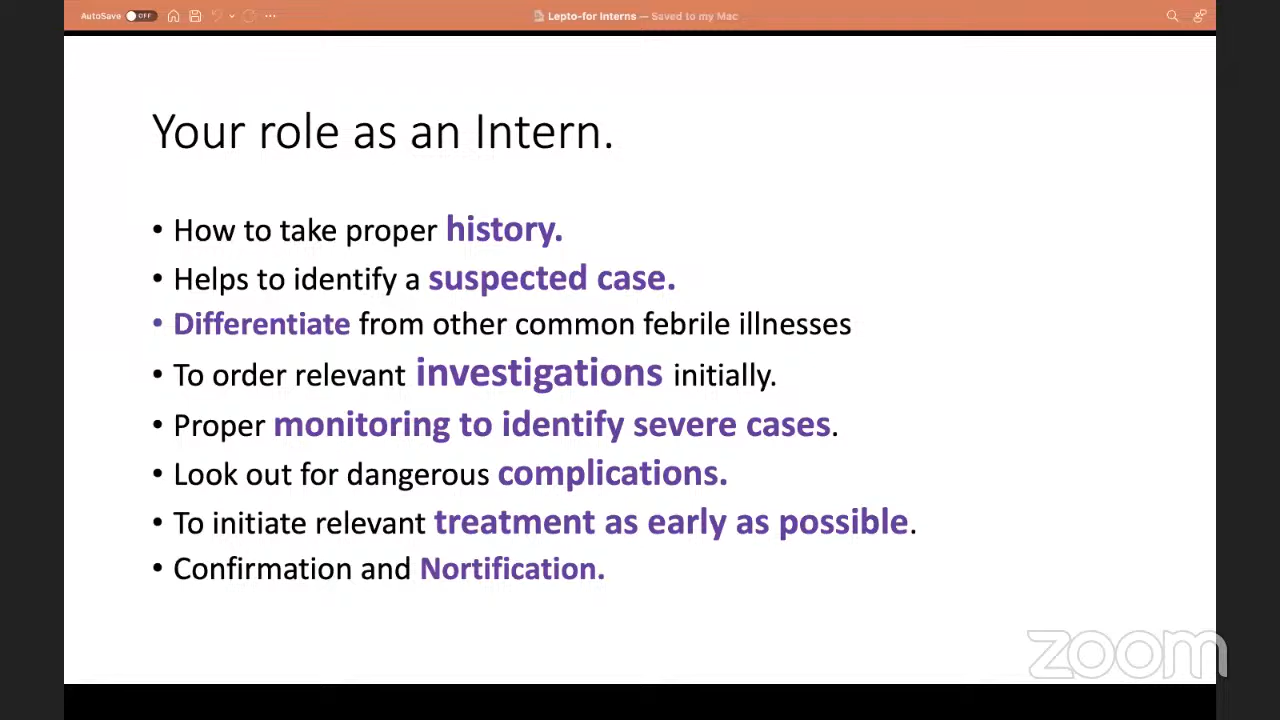 AutoSave OFF
Lepto-for Interns — Saved to my Mac
Your role as an Intern.
• How to take proper history.
• Helps to identify a suspected case.
• Differentiate from other common febrile illnesses
• To order relevant investigations initially.
• Proper monitoring to identify severe cases.
• Look out for dangerous complications.
• To initiate relevant treatment as early as possible.
• Confirmation and Nortification.
zoom